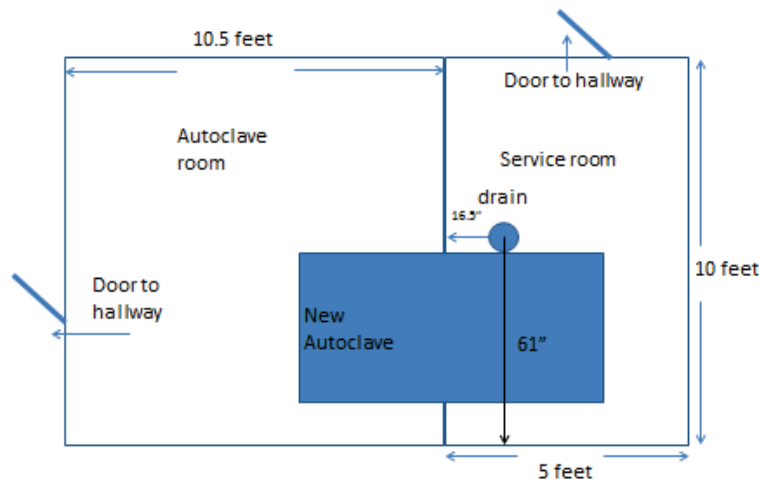 10.5 feet
Door to hallway
Autoclave
room
Service room
drain
16.5"
10 feet
Door to
hallway
New
Autoclave
61”
5 feet